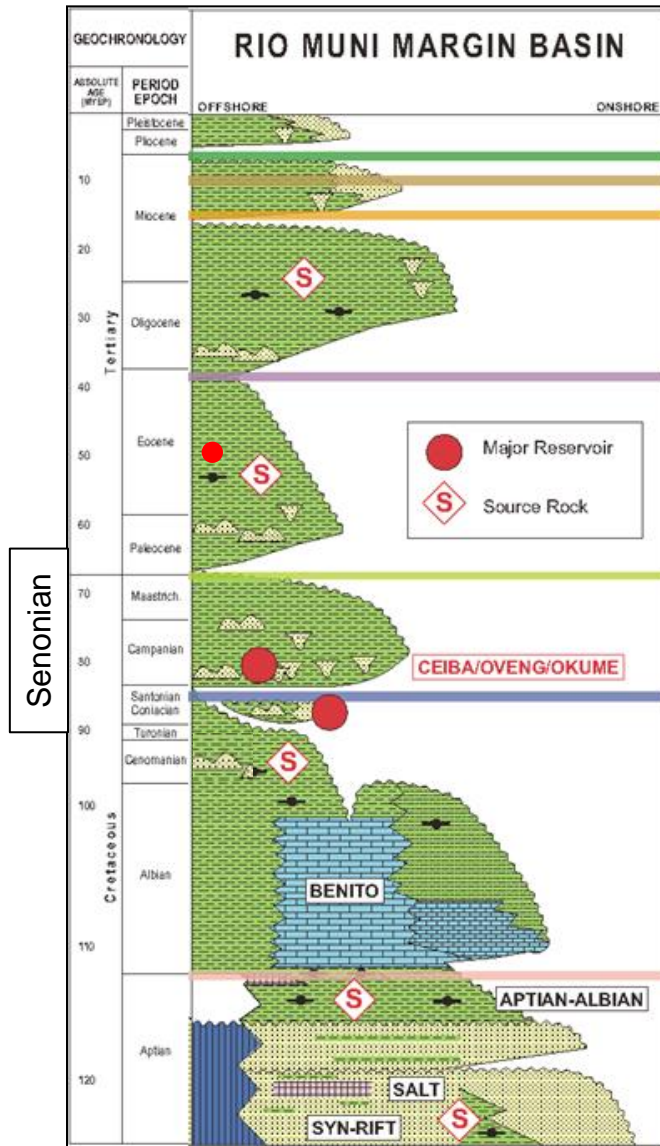 GEOCHRONOLOGY
RIO MUNI MARGIN BASIN
ABSOLUTE
AGE
(MYBP)
PERIOD
EPOCH
OFFSHORE
ONSHORE
Pleistocene
Pliocene
10
Miocene
20
S
30
Oligocene
Tertiary
40
Eocene
50
S
Major Reservoir
S
Source Rock
60
Paleocene
Senonian
70
Maastrich.
Campanian
80
CEIBA/OVENG/OKUME
Santonian
Coniacian
90
Turonian
Cenomanian
S
100
Cretaceous
Albian
BENITO
110
S
APTIAN-ALBIAN
Aptian
120
SALT
SYN-RIFT
S